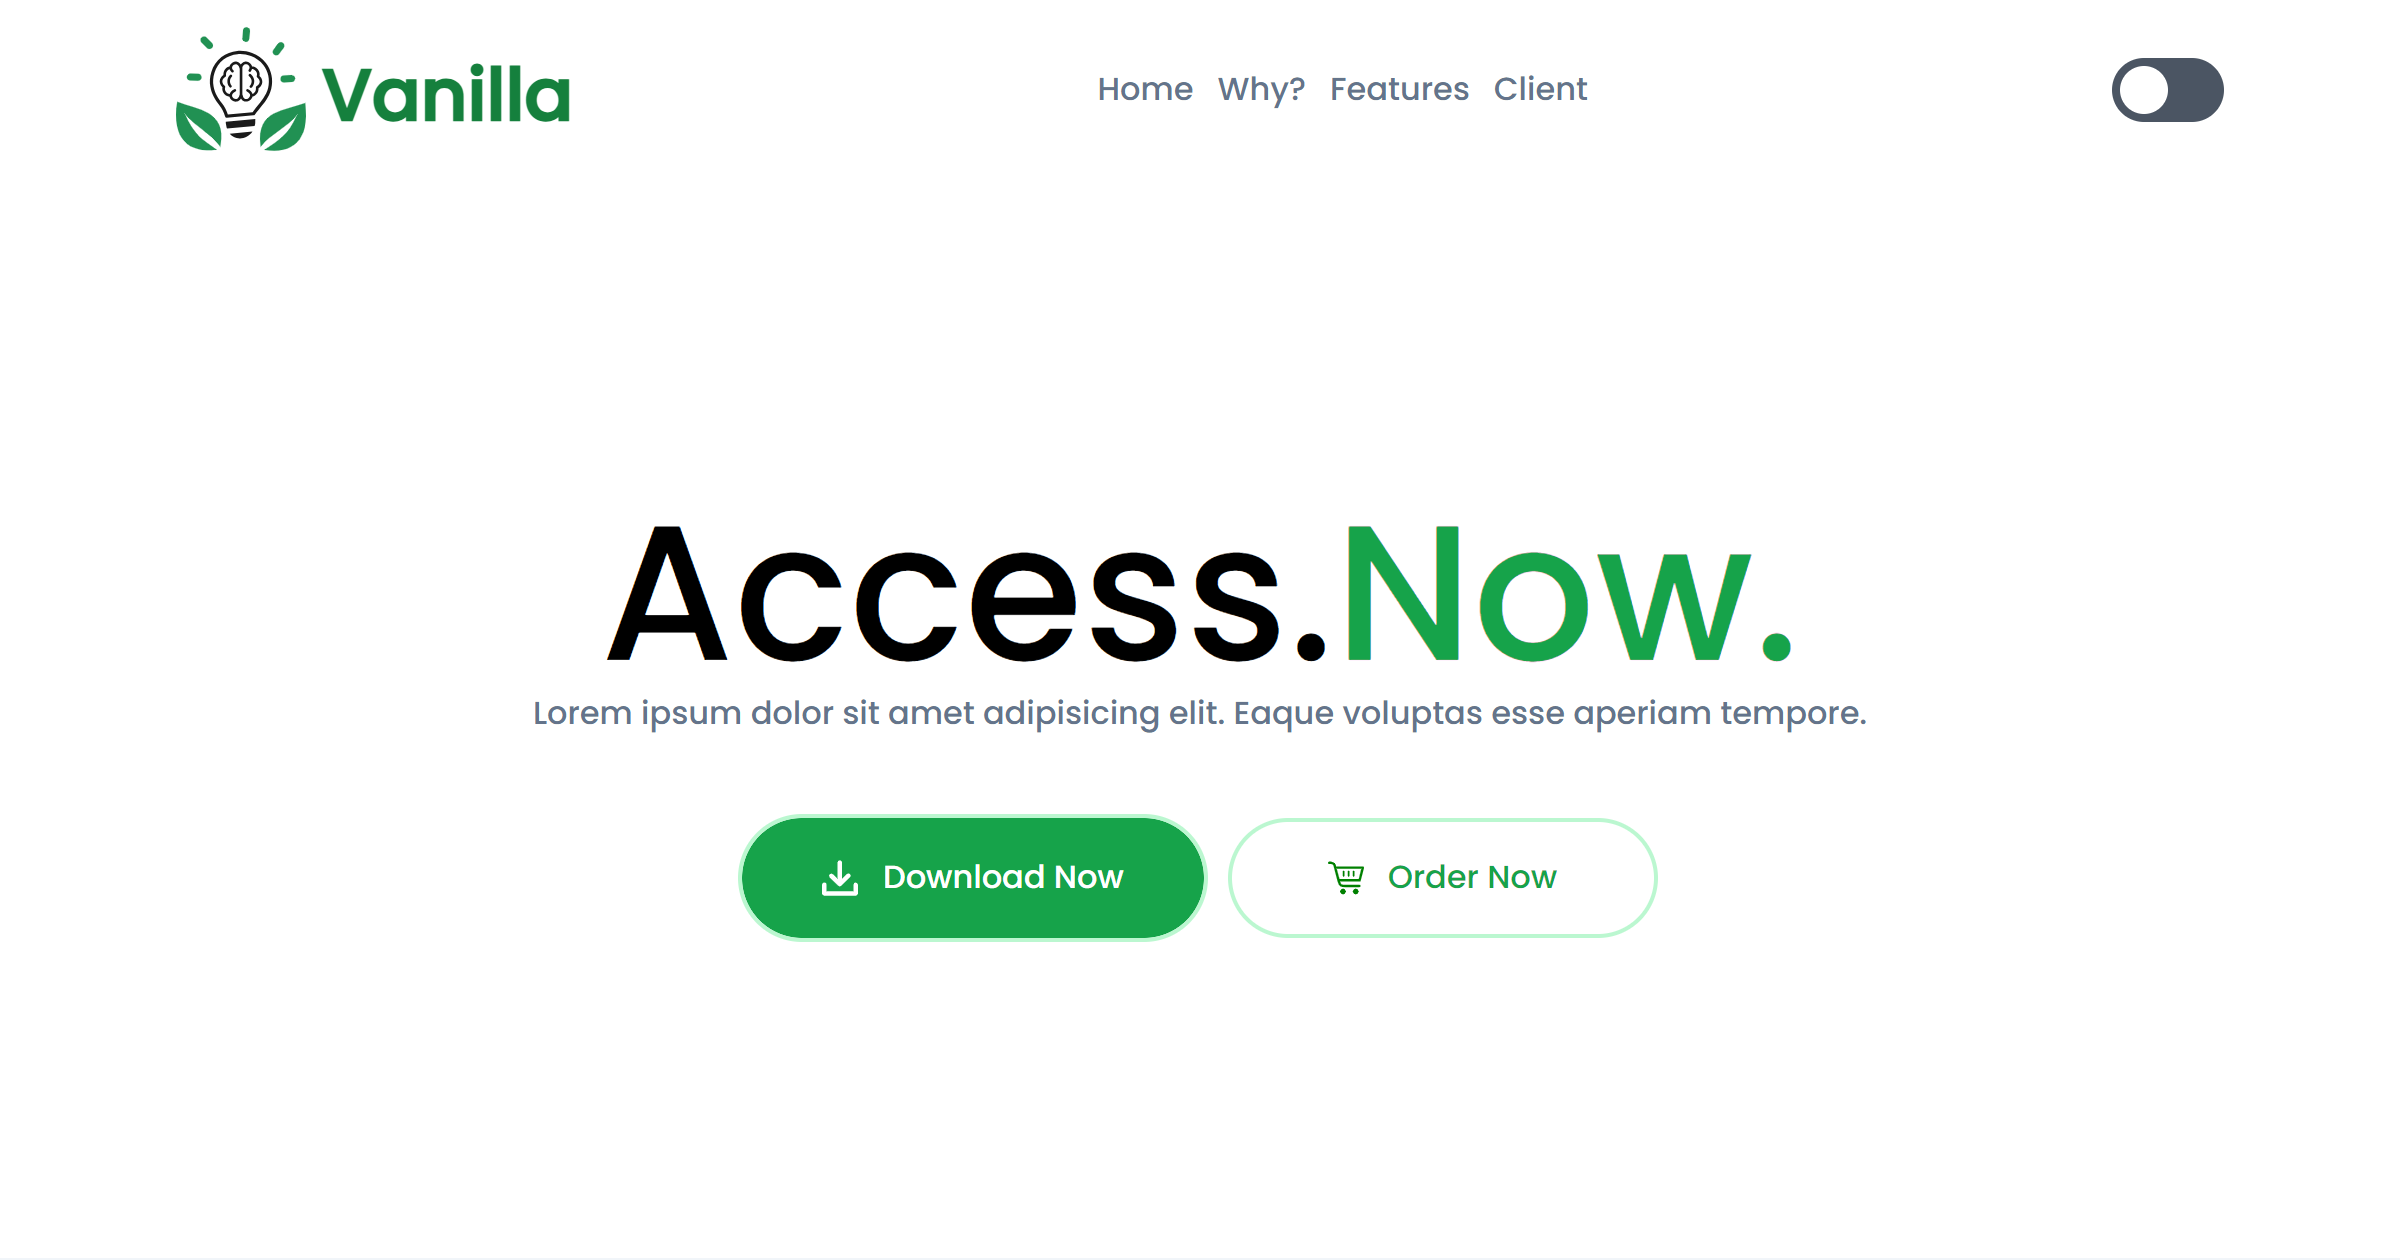 Vanilla
Home Why? Features Client
Access.Now.
Lorem ipsum dolor sit amet adipisicing elit. Eaque voluptas esse aperiam tempore.
Download Now
Order Now